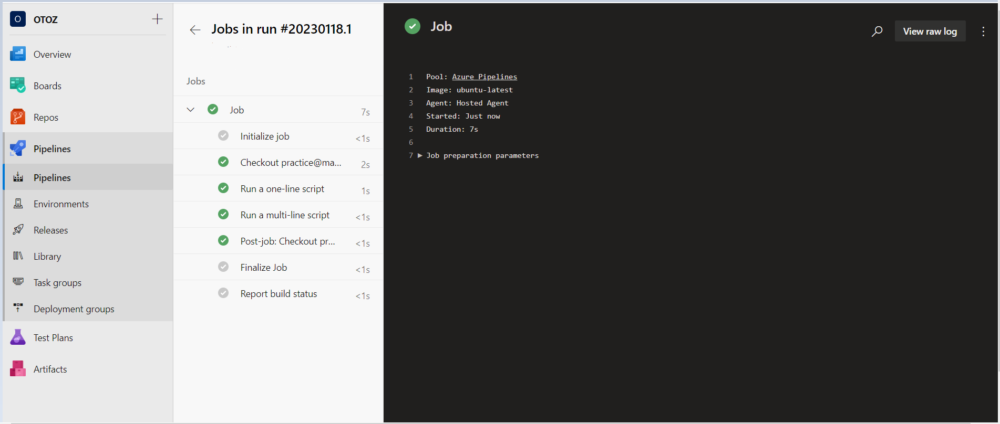 O OTOZ
Overview
Boards
Repos
Pipelines
Pipelines
Environments
Releases
Library
Task groups
Deployment groups
Test Plans
Artifacts
Jobs in run #20230118.1
Jobs
Job 7s
Initialize job <1s
Checkout practice@ma... 2s
Run a one-line script 1s
Run a multi-line script <1s
Post-job: Checkout pr... <1s
Finalize Job <1s
Report build status <1s
Job
View raw log
1 Pool: Azure Pipelines
2 Image: ubuntu-latest
3 Agent: Hosted Agent
4 Started: Just now
5 Duration: 7s
6
7 Job preparation parameters